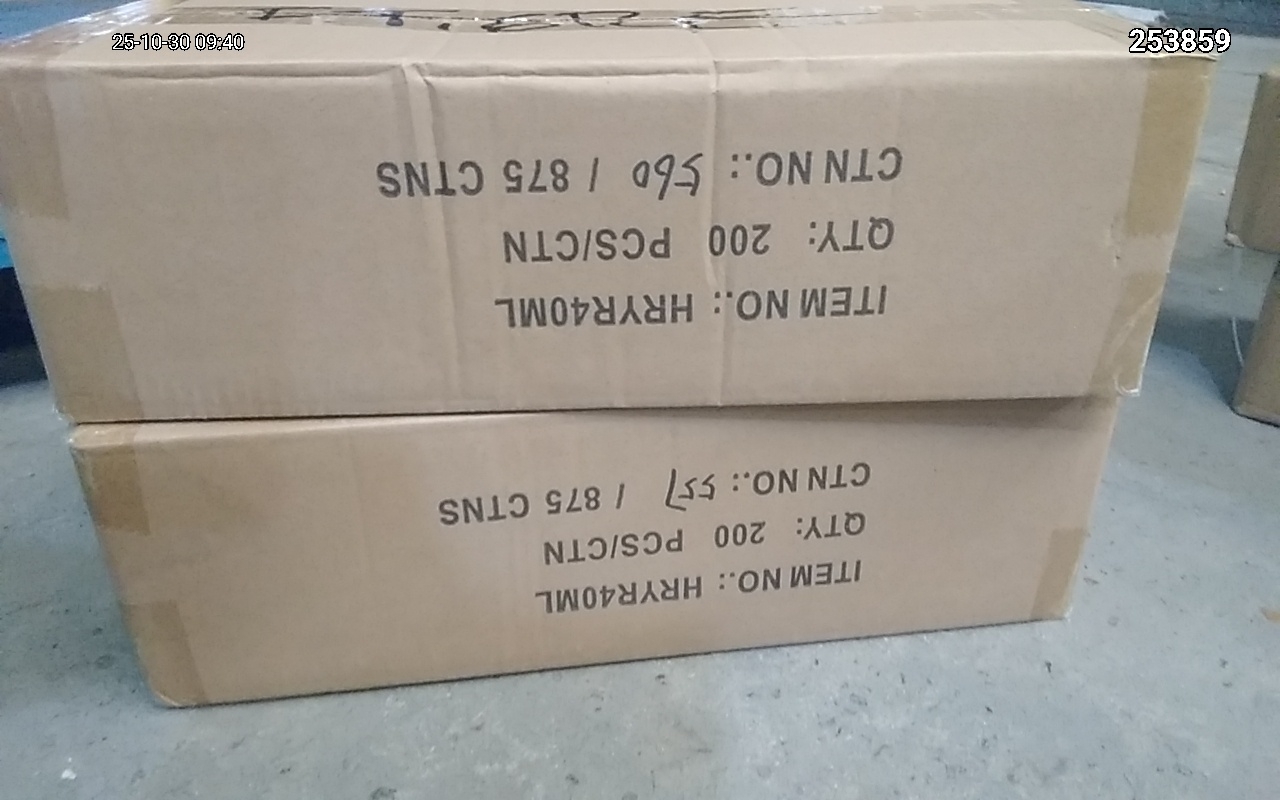 25-10-30 09:40
253859
ITEM NO.: HRYR40ML
QTY: 200 PCS/CTN
CTN NO.: 557 / 875 CTNS
ITEM NO.: HRYR40ML
QTY: 200 PCS/CTN
CTN NO.: 560 / 875 CTNS